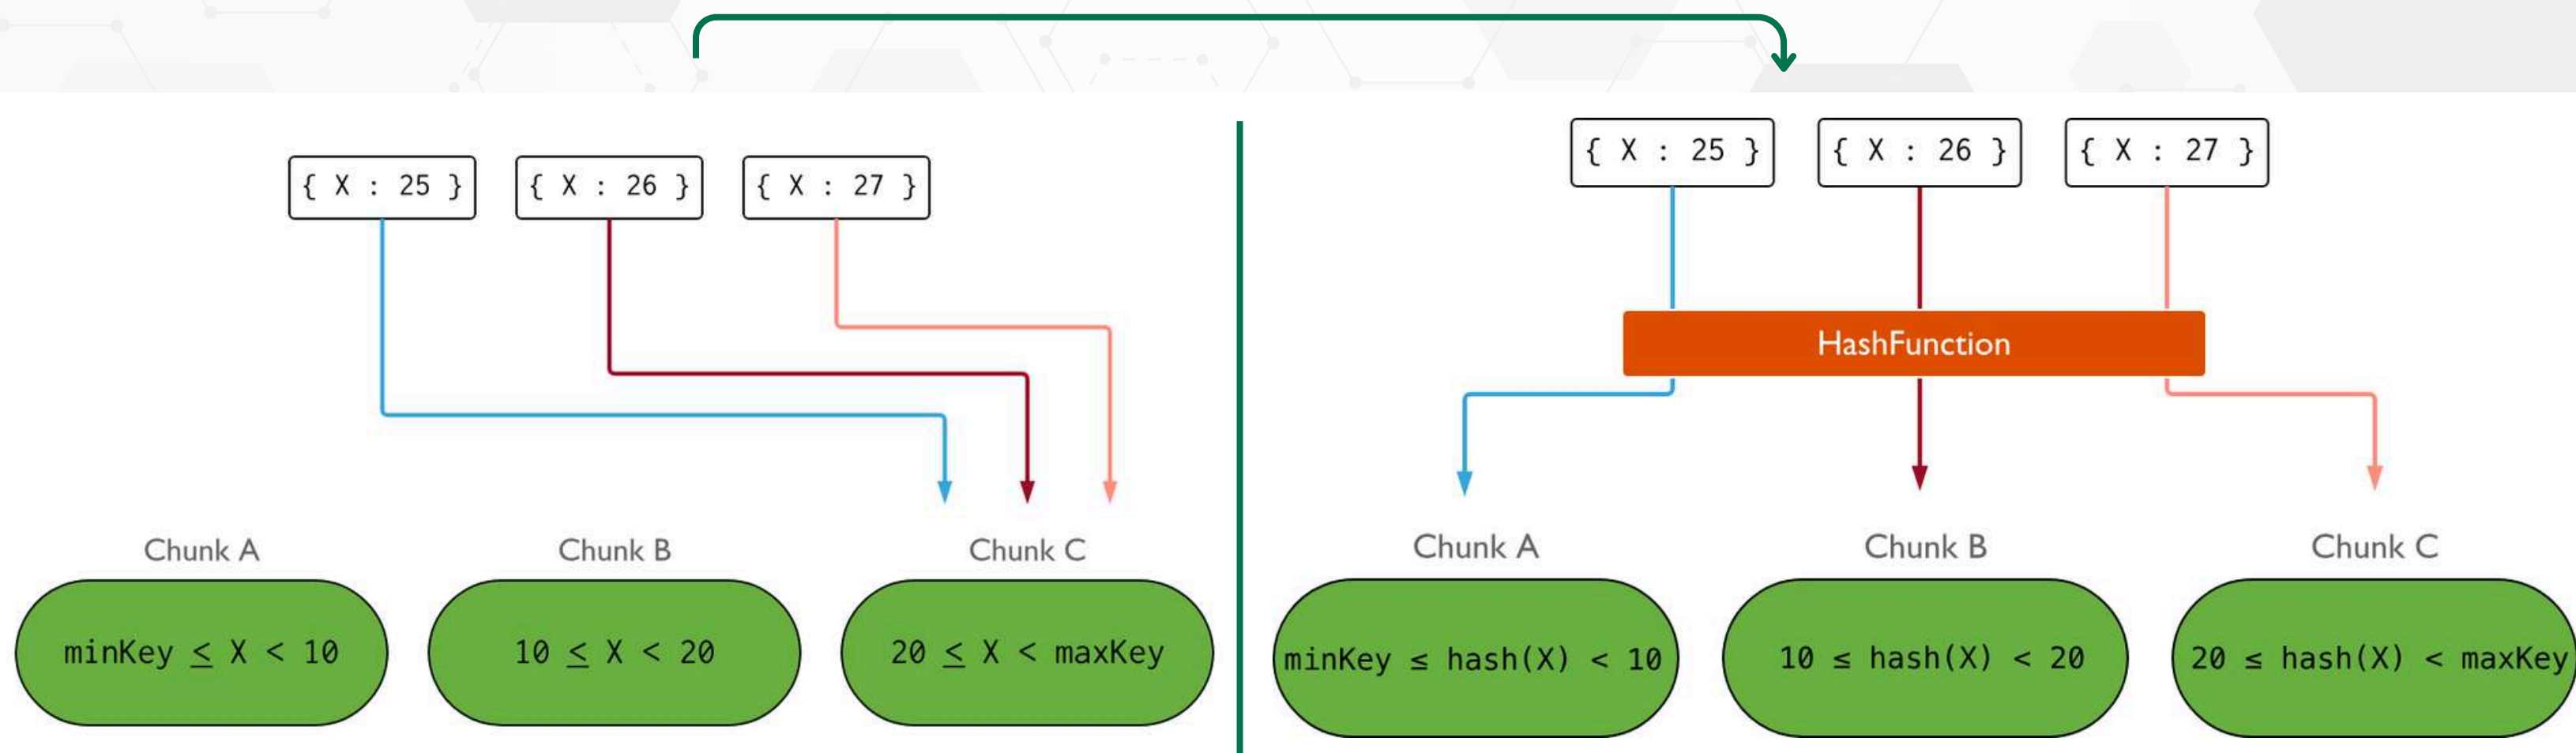 { X : 25 }
{ X : 26 }
{ X : 27 }
Chunk A
Chunk B
Chunk C
minKey ≤ X < 10
10 ≤ X < 20
20 ≤ X < maxKey
{ X : 25 }
{ X : 26 }
{ X : 27 }
HashFunction
Chunk A
Chunk B
Chunk C
minKey ≤ hash(X) < 10
10 ≤ hash(X) < 20
20 ≤ hash(X) < maxKey